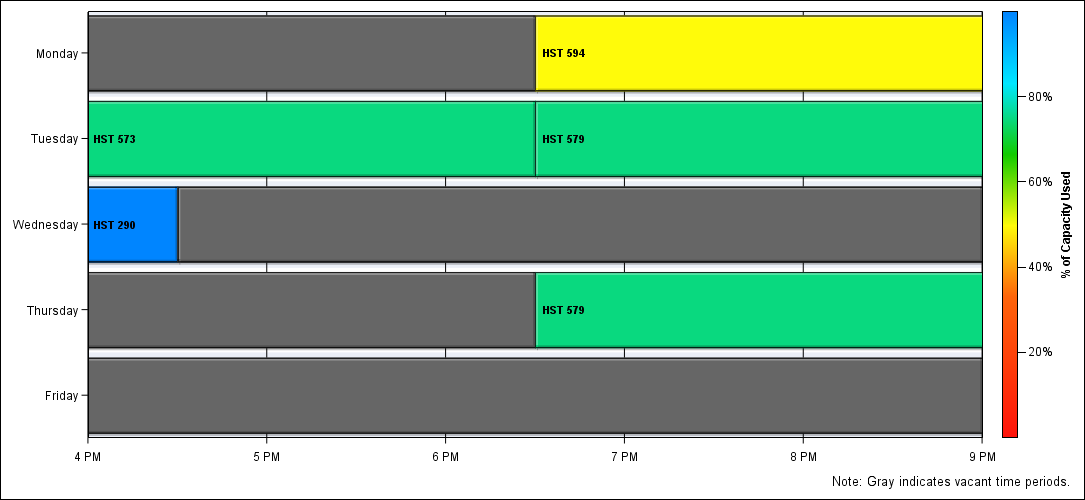 Monday
HST 594
Tuesday
HST 573
HST 579
Wednesday
HST 290
Thursday
HST 579
Friday
4 PM
5 PM
6 PM
7 PM
8 PM
9 PM
80%
60%
40%
20%
% of Capacity Used
Note: Gray indicates vacant time periods.